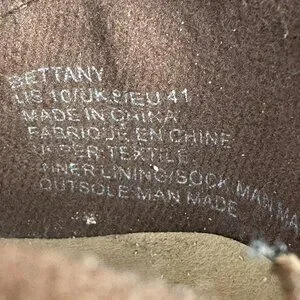 BETTANY
US 10/UK 8/EU 41
MADE IN CHINA
FABRIQUE EN CHINE
UPPER-TEXTILE
INNER LINING/SOCK-MAN MA
OUTSOLE-MAN MADE